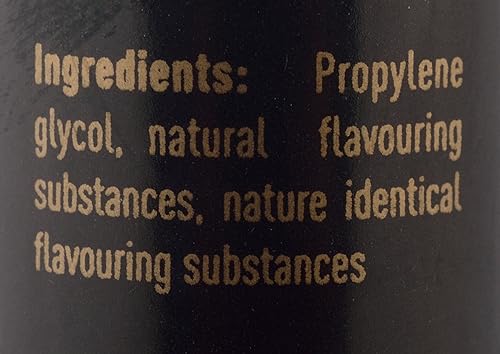 Ingredients: Propylene
glycol, natural flavouring
substances, nature identical
flavouring substances